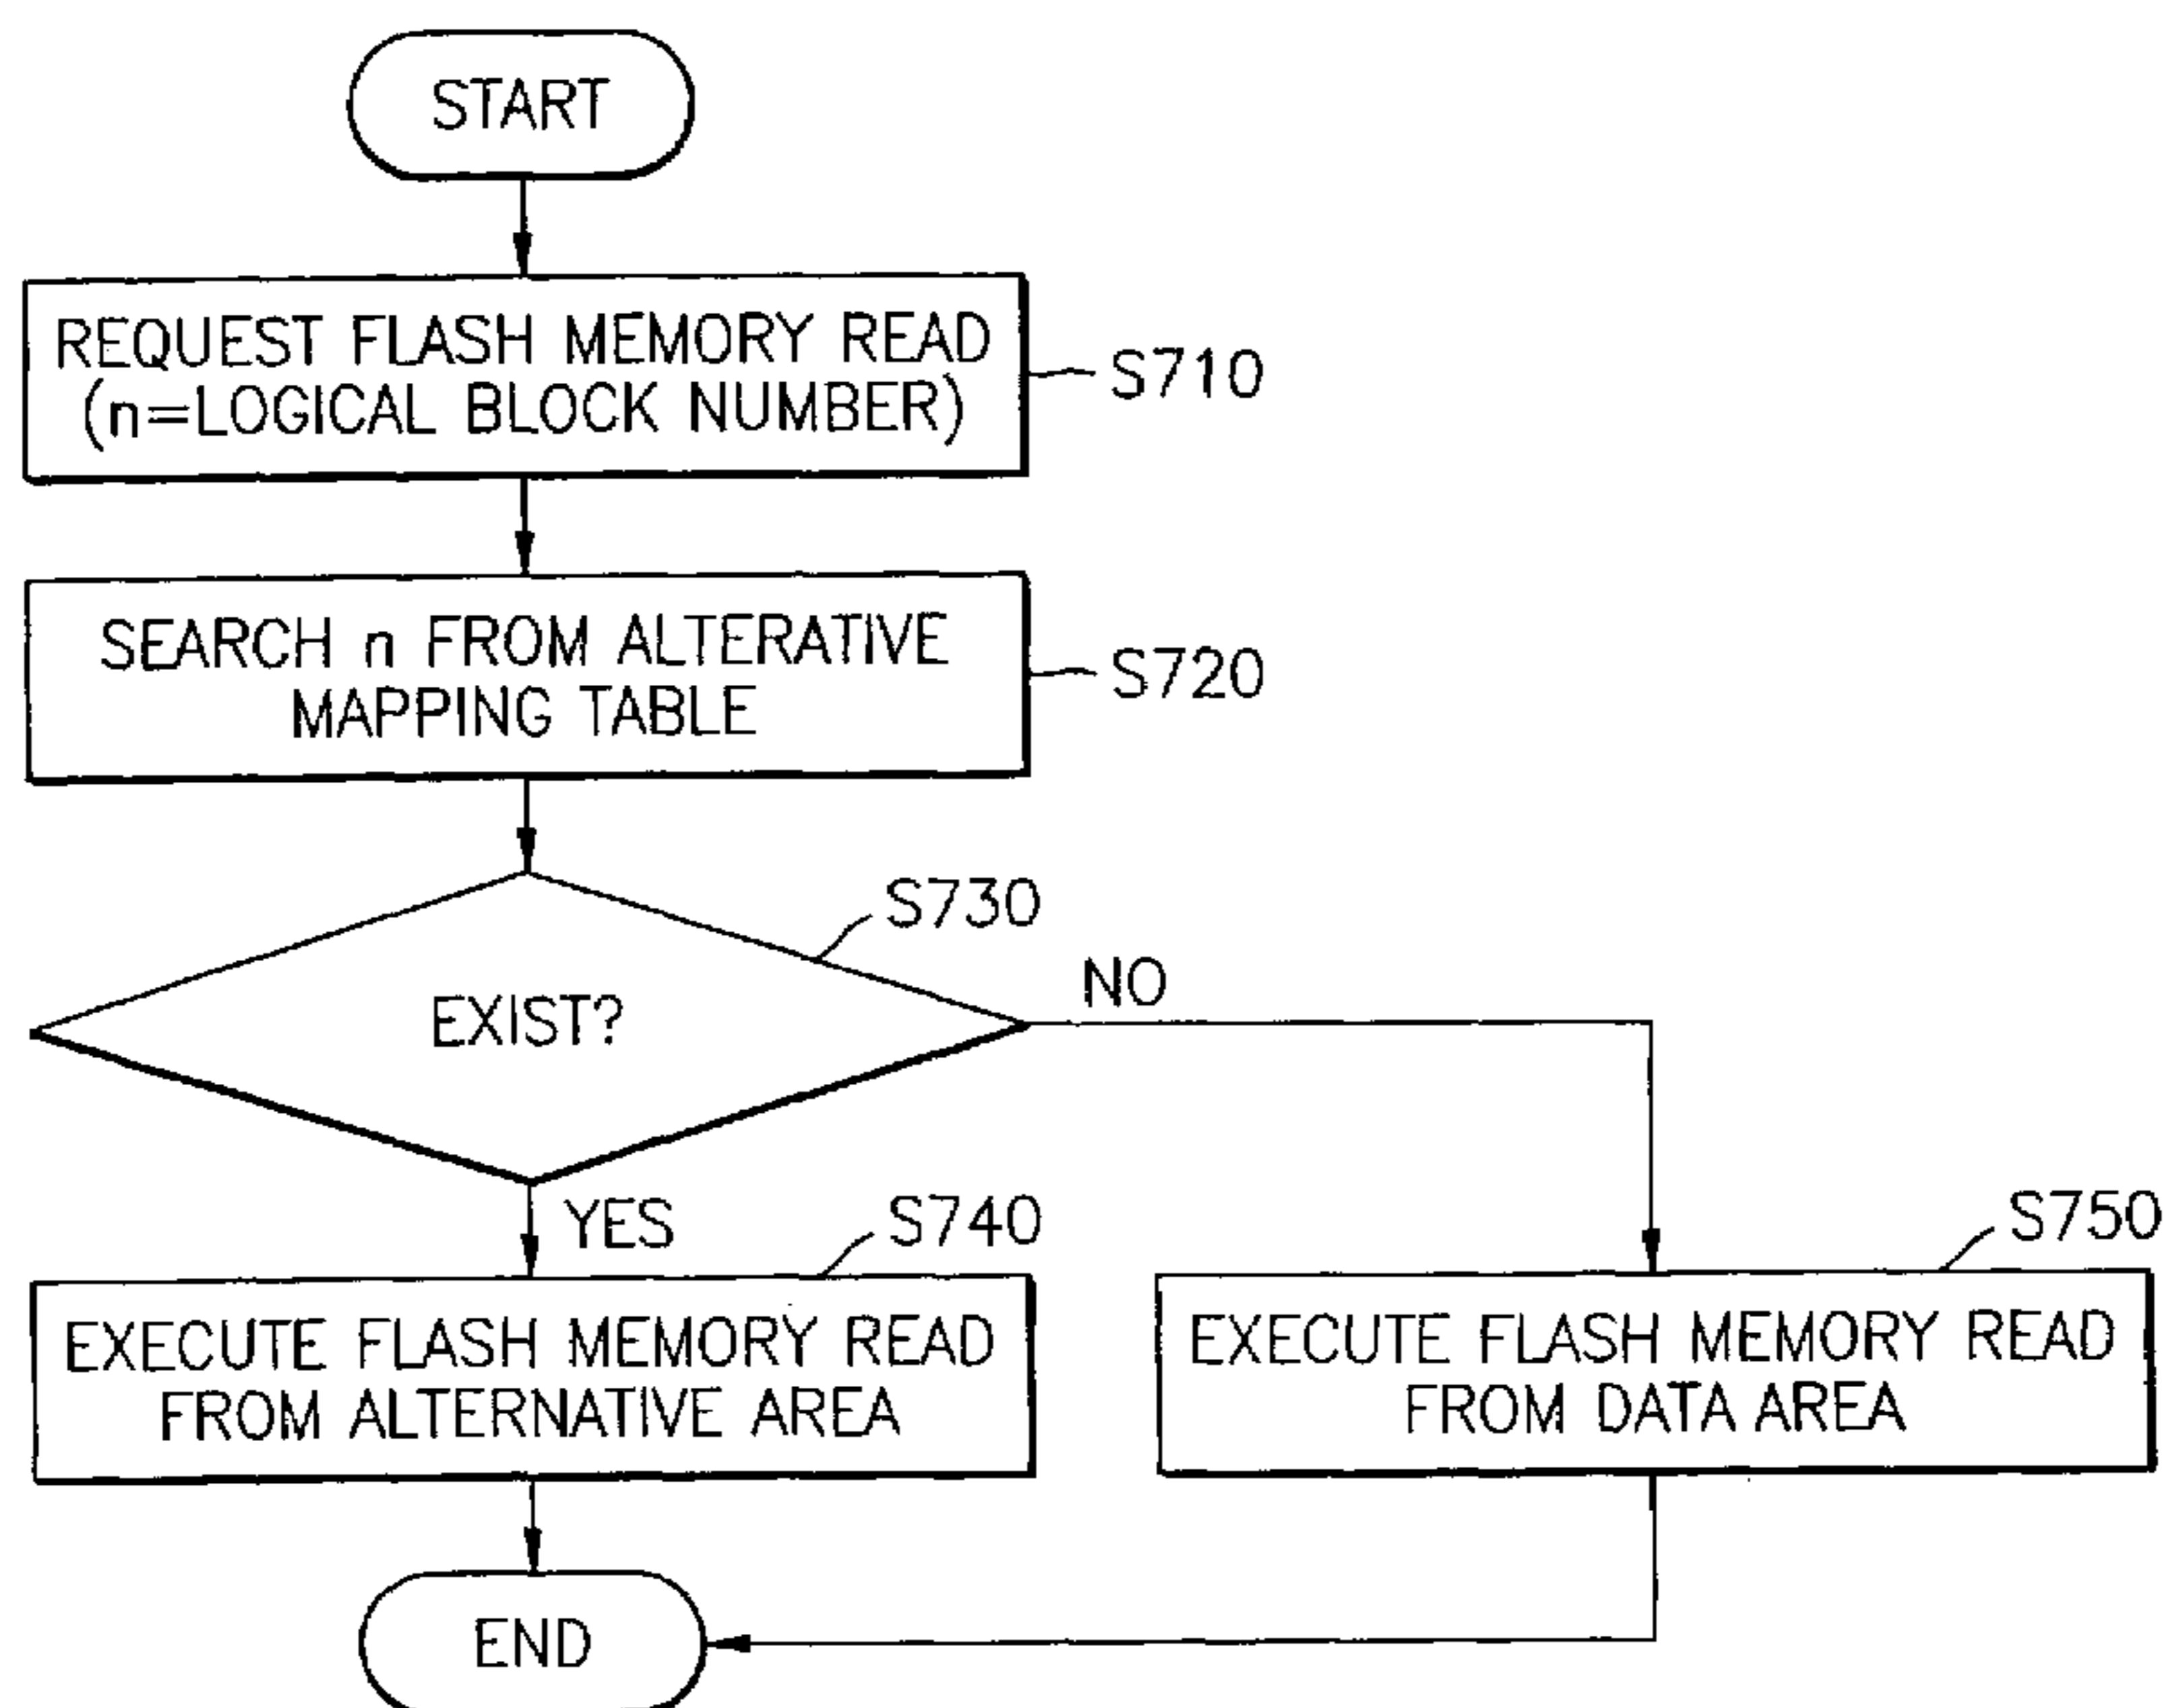 START
REQUEST FLASH MEMORY READ
(n=LOGICAL BLOCK NUMBER)
S710
SEARCH n FROM ALTERATIVE
MAPPING TABLE
S720
S730
EXIST?
NO
YES
S740
EXECUTE FLASH MEMORY READ
FROM ALTERNATIVE AREA
S750
EXECUTE FLASH MEMORY READ
FROM DATA AREA
END